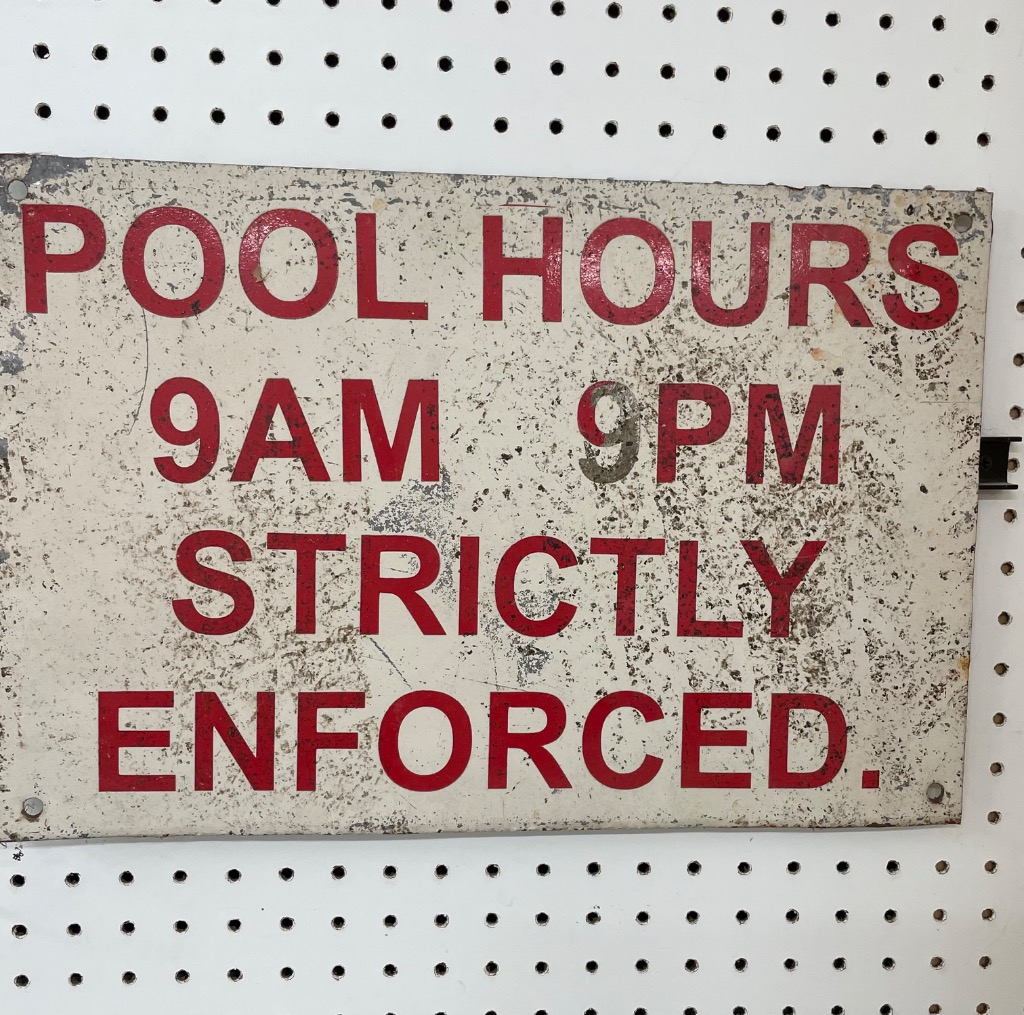 POOL HOURS
9AM 9PM
STRICTLY
ENFORCED.